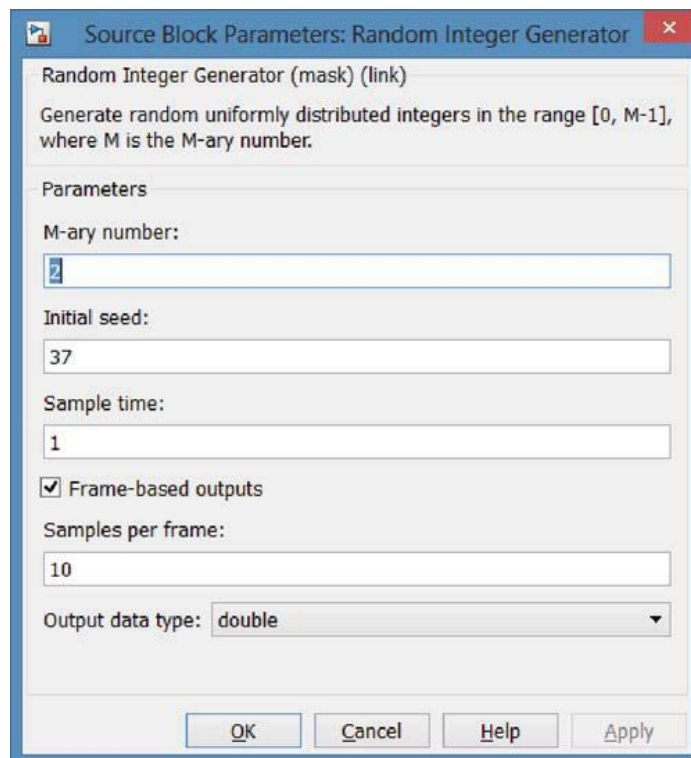 Source Block Parameters: Random Integer Generator
Random Integer Generator (mask) (link)
Generate random uniformly distributed integers in the range [0, M-1],
where M is the M-ary number.
Parameters
M-ary number:
2
Initial seed:
37
Sample time:
1
Frame-based outputs
Samples per frame:
10
Output data type: double
OK Cancel Help Apply